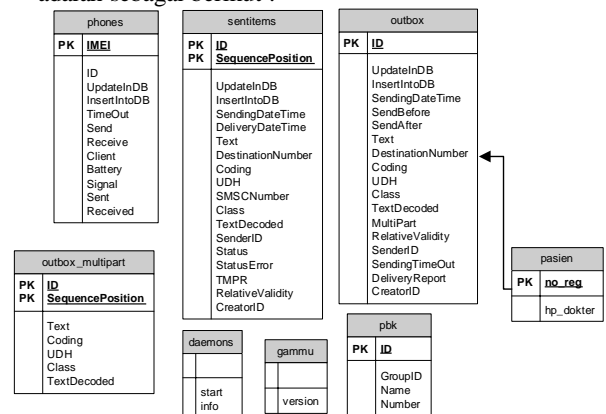 adalah sebagai berikut :
phones
PK IMEI
ID
UpdateInDB
InsertIntoDB
TimeOut
Send
Receive
Client
Battery
Signal
Sent
Received
sentitems
PK ID
PK SequencePosition
UpdateInDB
InsertIntoDB
SendingDateTime
DeliveryDateTime
Text
DestinationNumber
Coding
UDH
SMSCNumber
Class
TextDecoded
SenderID
Status
StatusError
TMPR
RelativeValidity
CreatorID
outbox
PK ID
UpdateInDB
InsertIntoDB
SendingDateTime
SendBefore
SendAfter
Text
DestinationNumber
Coding
UDH
Class
TextDecoded
MultiPart
RelativeValidity
SenderID
SendingTimeOut
DeliveryReport
CreatorID
pasien
PK no_reg
hp_dokter
outbox_multipart
PK ID
PK SequencePosition
Text
Coding
UDH
Class
TextDecoded
daemons
start
info
gammu
version
pbk
PK ID
GroupID
Name
Number